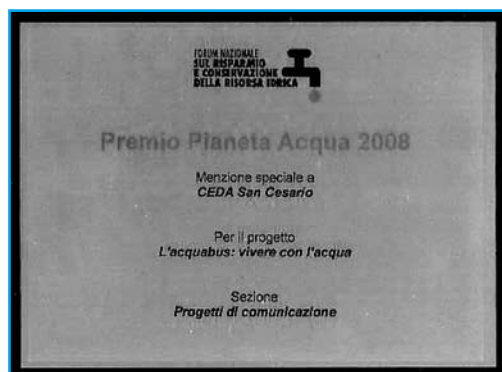 FORUM NAZIONALE
SUL RISPARMIO
E CONSERVAZIONE
DELLA RISORSA IDRICA
Premio Pianeta Acqua 2008
Menzione speciale a
CEDA San Cesario
Per il progetto
L'acquabus: vivere con l'acqua
Sezione
Progetti di comunicazione